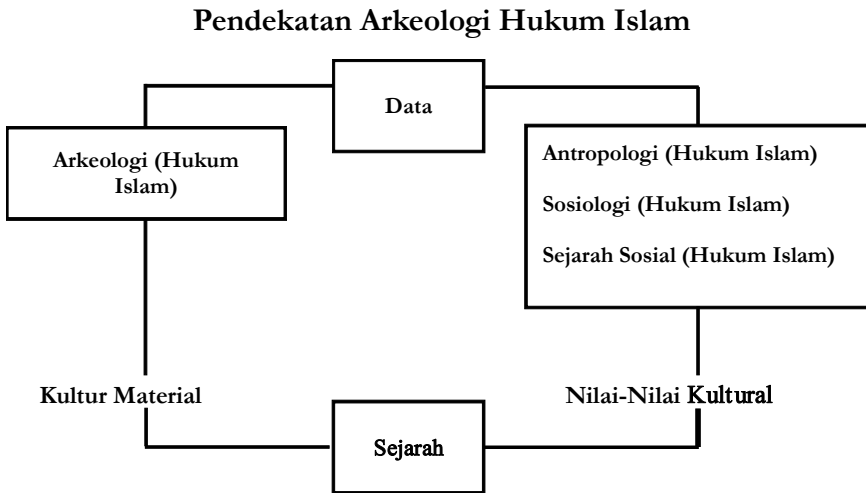 Pendekatan Arkeologi Hukum Islam
Data
Arkeologi (Hukum
Islam)
Antropologi (Hukum Islam)
Sosiologi (Hukum Islam)
Sejarah Sosial (Hukum Islam)
Kultur Material
Nilai-Nilai Kultural
Sejarah